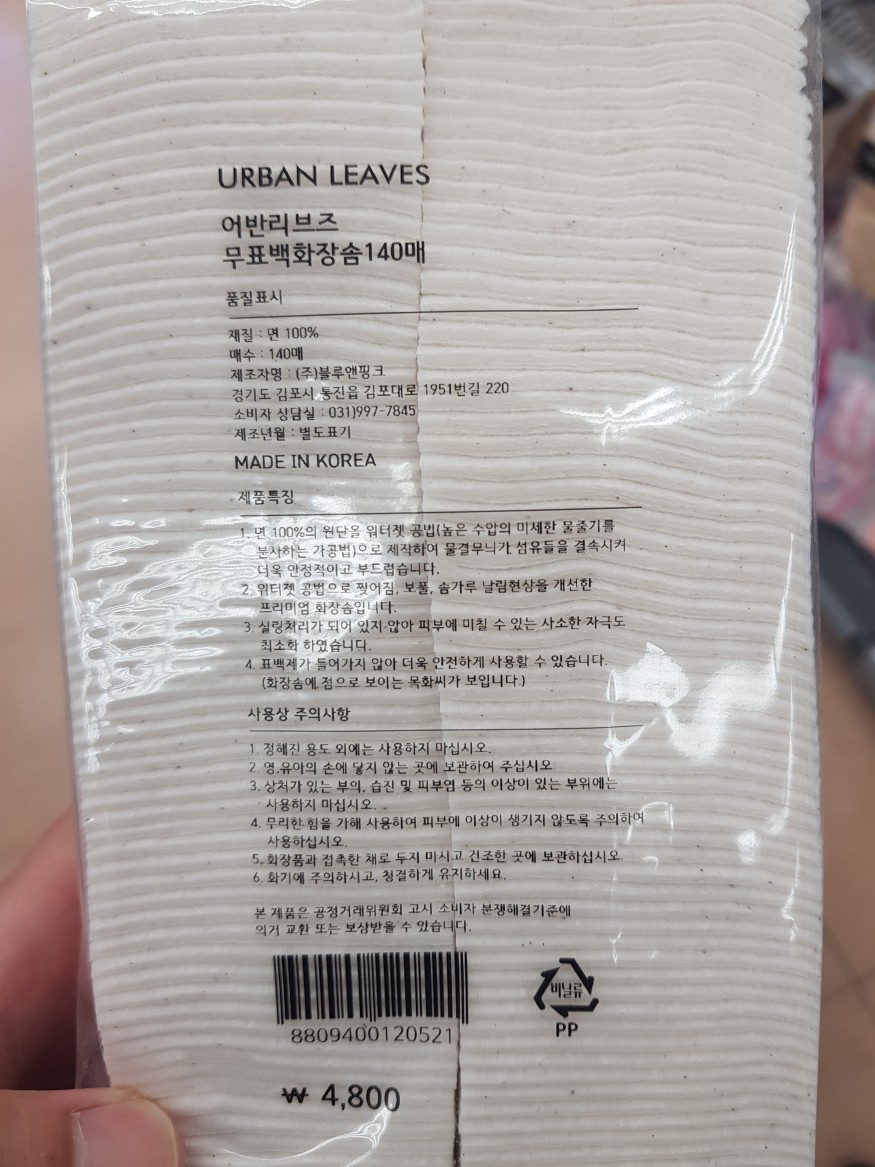 URBAN LEAVES
어반리브즈
무표백화장솜140매
품질표시
재질 : 면 100%
매수 : 140매
제조자명 : (주)블루앤핑크
경기도 김포시 통진읍 김포대로 1951번길 220
소비자 상담실 : 031)997-7845
제조년월 : 별도표기
MADE IN KOREA
제품특징
1. 면 100%의 원단을 워터젯 공법(높은 수압의 미세한 물줄기를
분사하는 가공법)으로 제작하여 물결무늬가 섬유들을 결속시켜
더욱 안정적이고 부드럽습니다.
2. 워터젯 공법으로 찢어짐, 보풀, 솜가루 날림현상을 개선한
프리미엄 화장솜입니다.
3. 실링처리가 되어 있지 않아 피부에 미칠 수 있는 사소한 자극도
최소화 하였습니다.
4. 표백제가 들어가지 않아 더욱 안전하게 사용할 수 있습니다.
(화장솜에 점으로 보이는 목화씨가 보입니다.)
사용상 주의사항
1. 정해진 용도 외에는 사용하지 마십시오.
2. 영,유아의 손에 닿지 않는 곳에 보관하여 주십시오.
3. 상처가 있는 부의, 습진 및 피부염 등의 이상이 있는 부위에는
사용하지 마십시오.
4. 무리한 힘을 가해 사용하여 피부에 이상이 생기지 않도록 주의하여
사용하십시오.
5. 화장품과 접촉한 채로 두지 미시고 건조한 곳에 보관하십시오.
6. 화기에 주의하시고, 청결하게 유지하세요.
본 제품은 공정거래위원회 고시 소비자 분쟁해결기준에
의거 교환 또는 보상받을 수 있습니다.
8809400120521
비닐류
PP
₩ 4,800